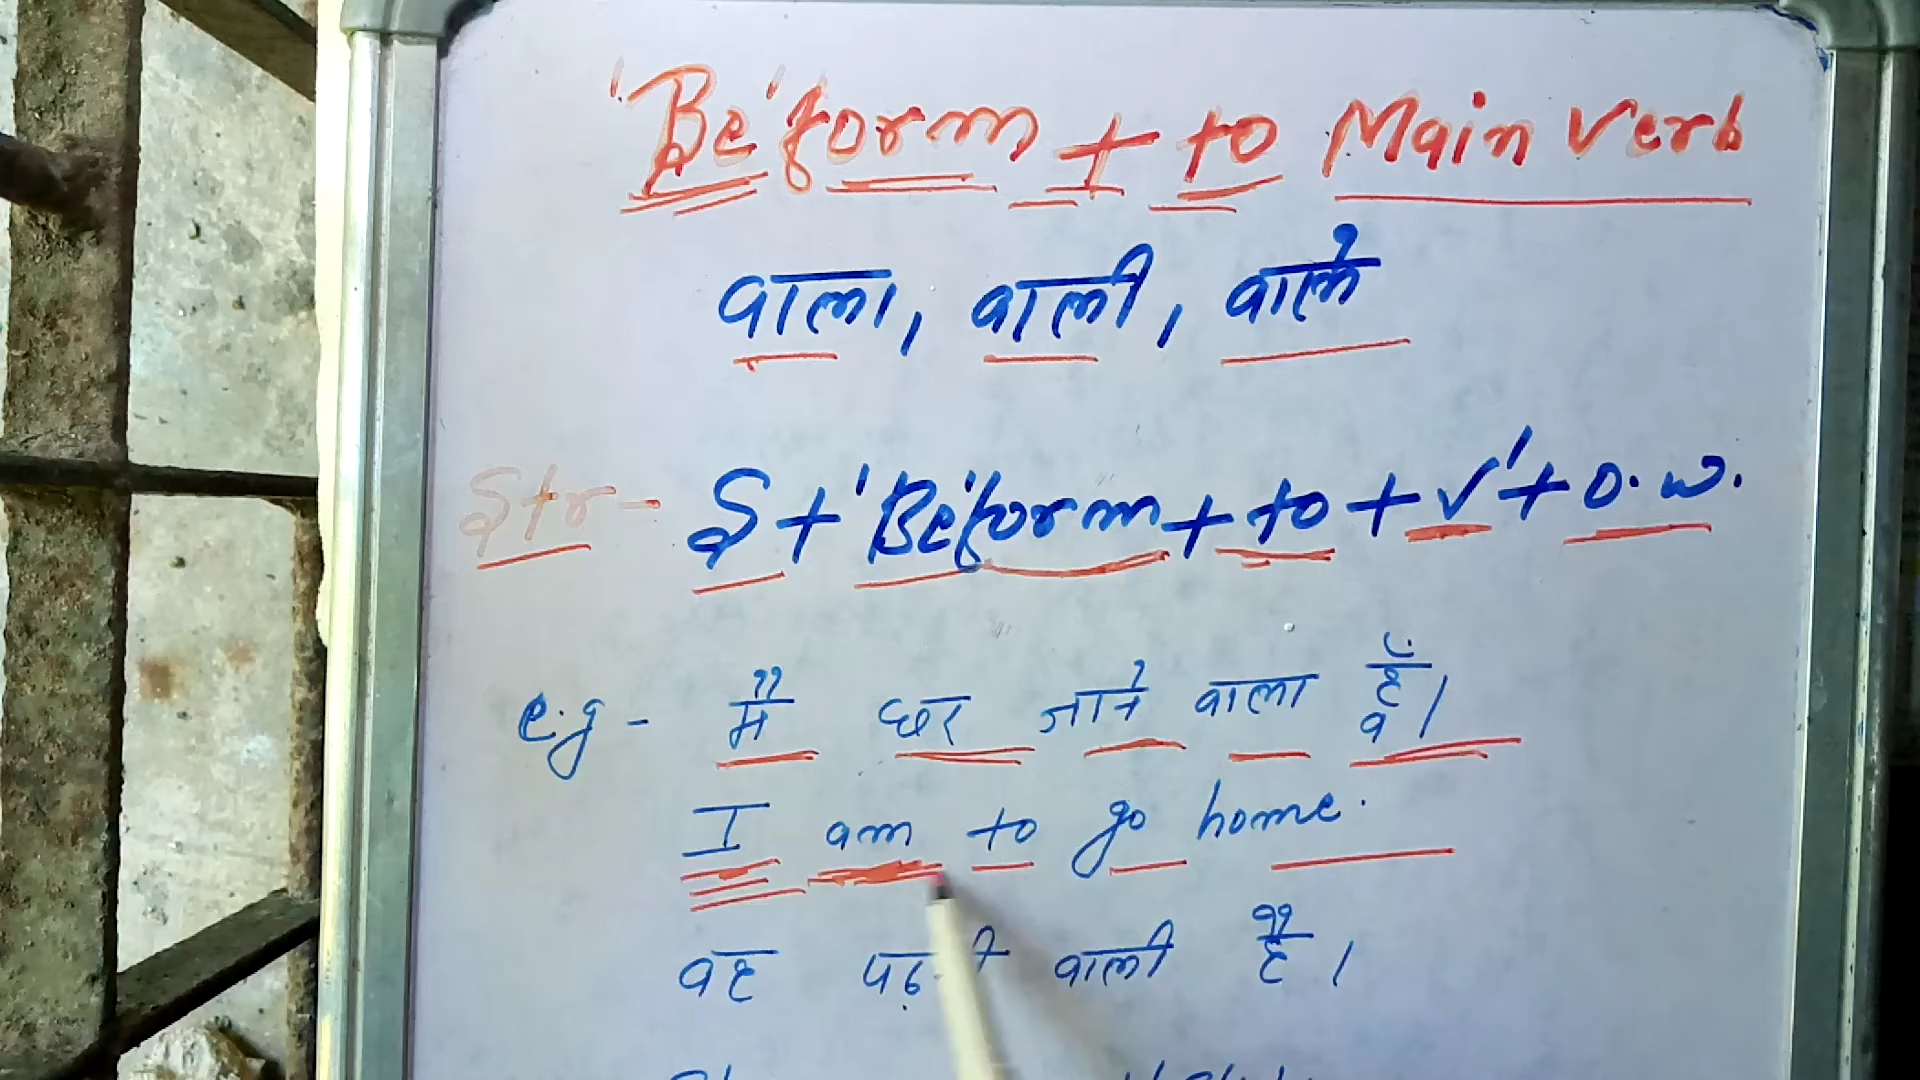 'Be' form + to Main Verb
वाला, वाली, वाले
Str - S + 'Be' form + to + V¹ + O.W.
e.g - मैं घर जाने वाला हूँ।
I am to go home.
वह वाली है।